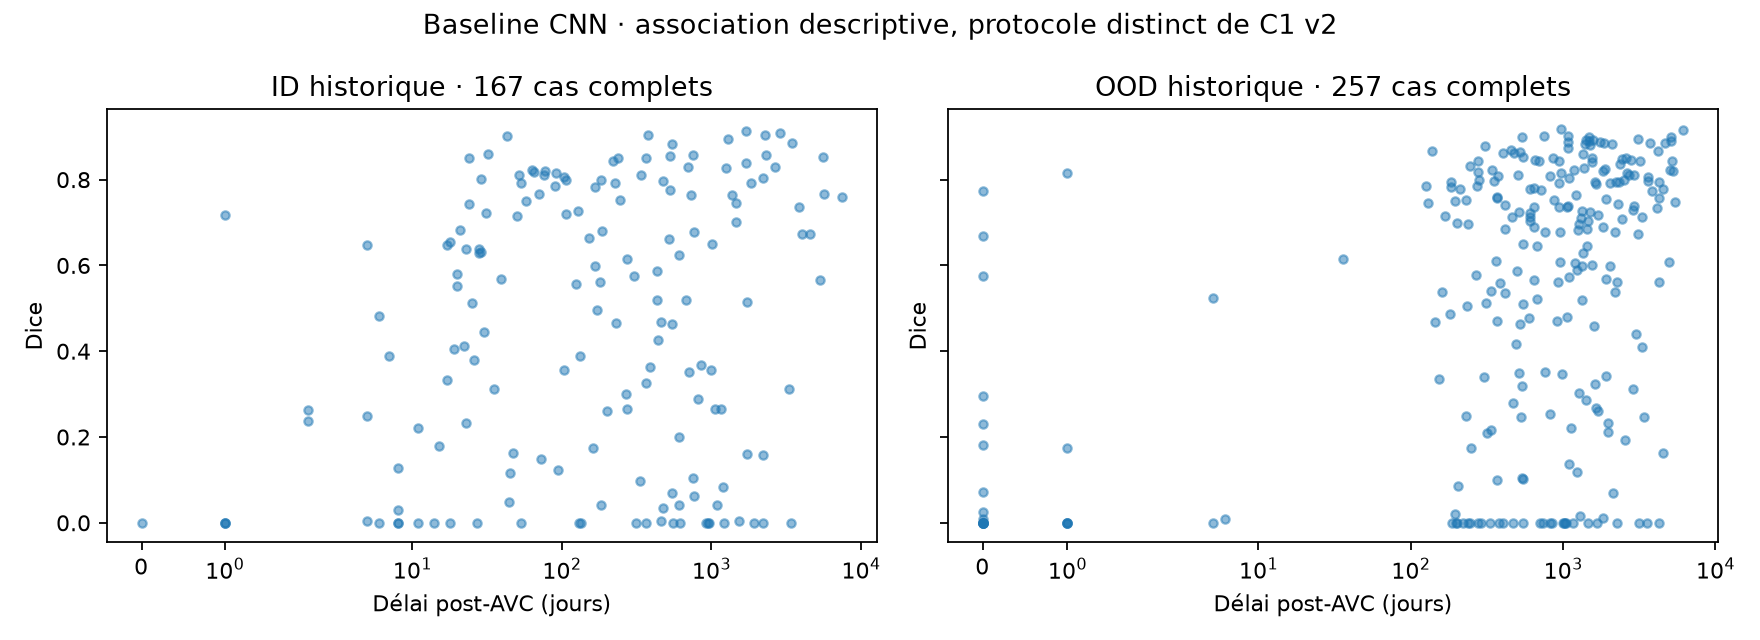 Baseline CNN · association descriptive, protocole distinct de C1 v2
ID historique · 167 cas complets
Dice
0.8
0.6
0.4
0.2
0.0
0
10⁰
10¹
10²
10³
10⁴
Délai post-AVC (jours)
OOD historique · 257 cas complets
Dice
0
10⁰
10¹
10²
10³
10⁴
Délai post-AVC (jours)